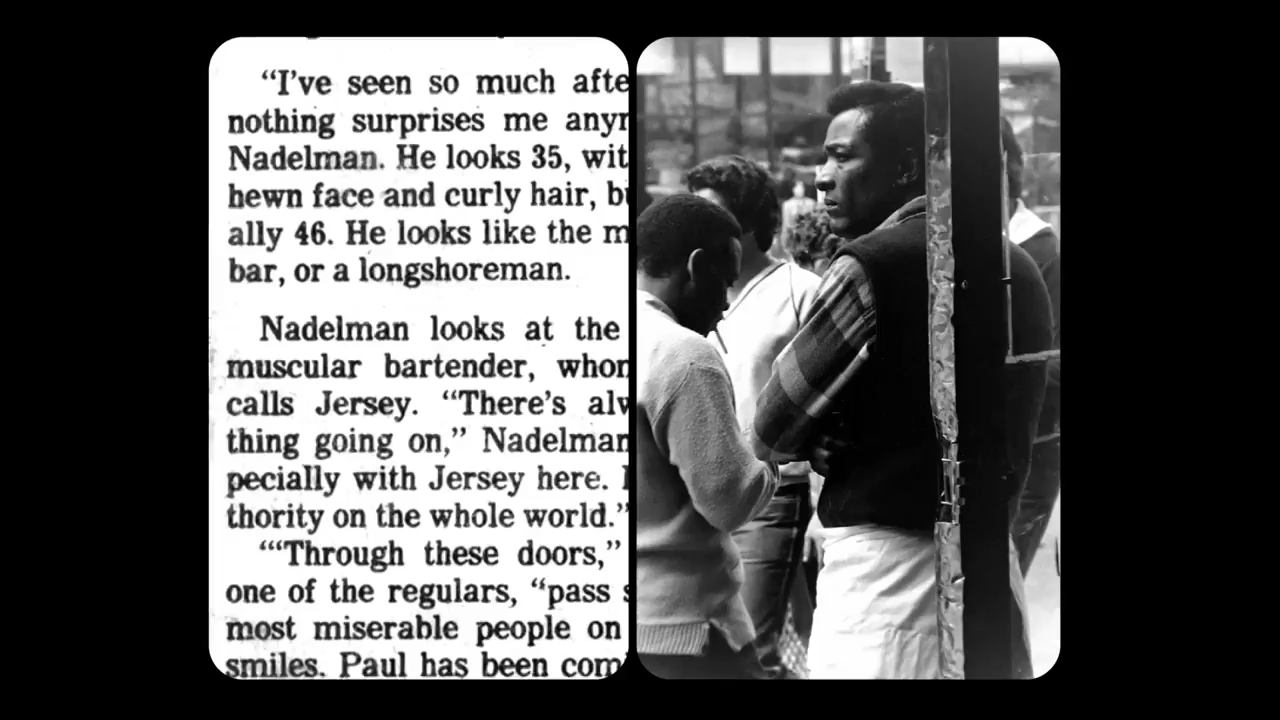 “I’ve seen so much afte
nothing surprises me anyr
Nadelman. He looks 35, wit
hewn face and curly hair, bu
ally 46. He looks like the m
bar, or a longshoreman.
Nadelman looks at the
muscular bartender, whom
calls Jersey. “There’s alw
thing going on,” Nadelman
pecially with Jersey here.
thority on the whole world.”
“‘Through these doors,”
one of the regulars, “pass s
most miserable people on
smiles. Paul has been com